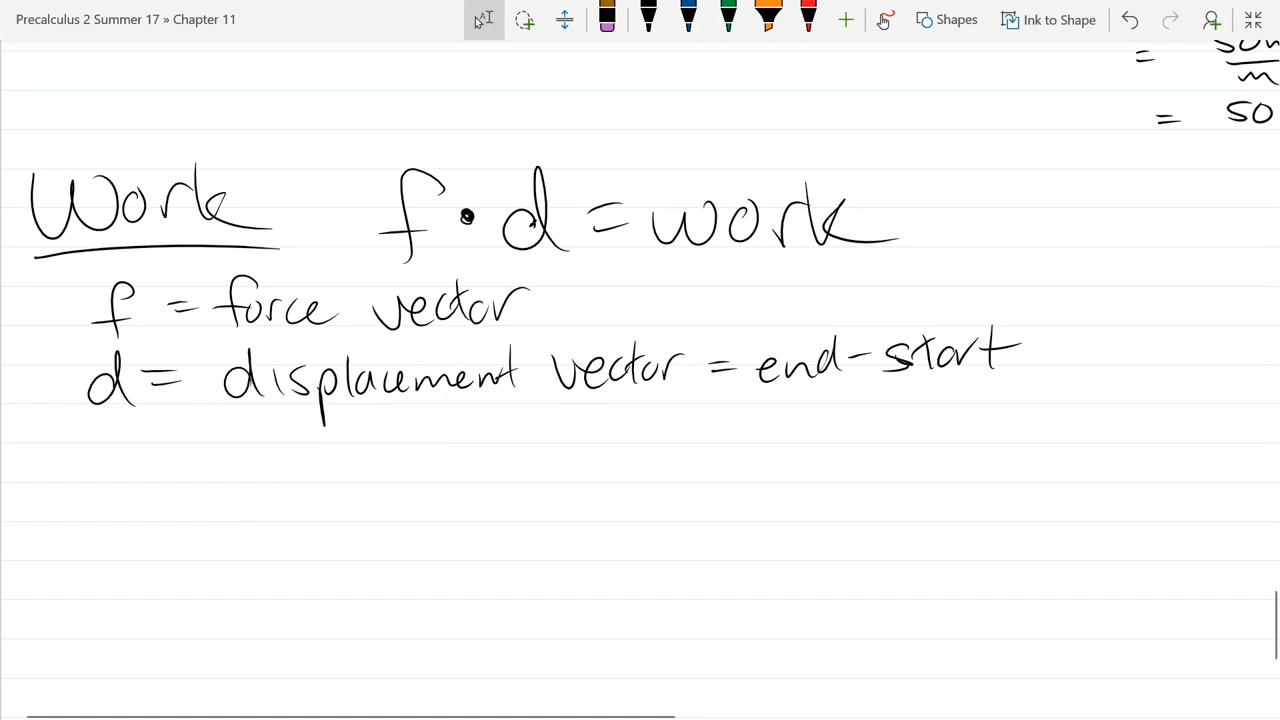 Precalculus 2 Summer 17 » Chapter 11
Shapes
Ink to Shape
=
m
= 50
Work f • d = work
f = force vector
d = displacement vector = end - start